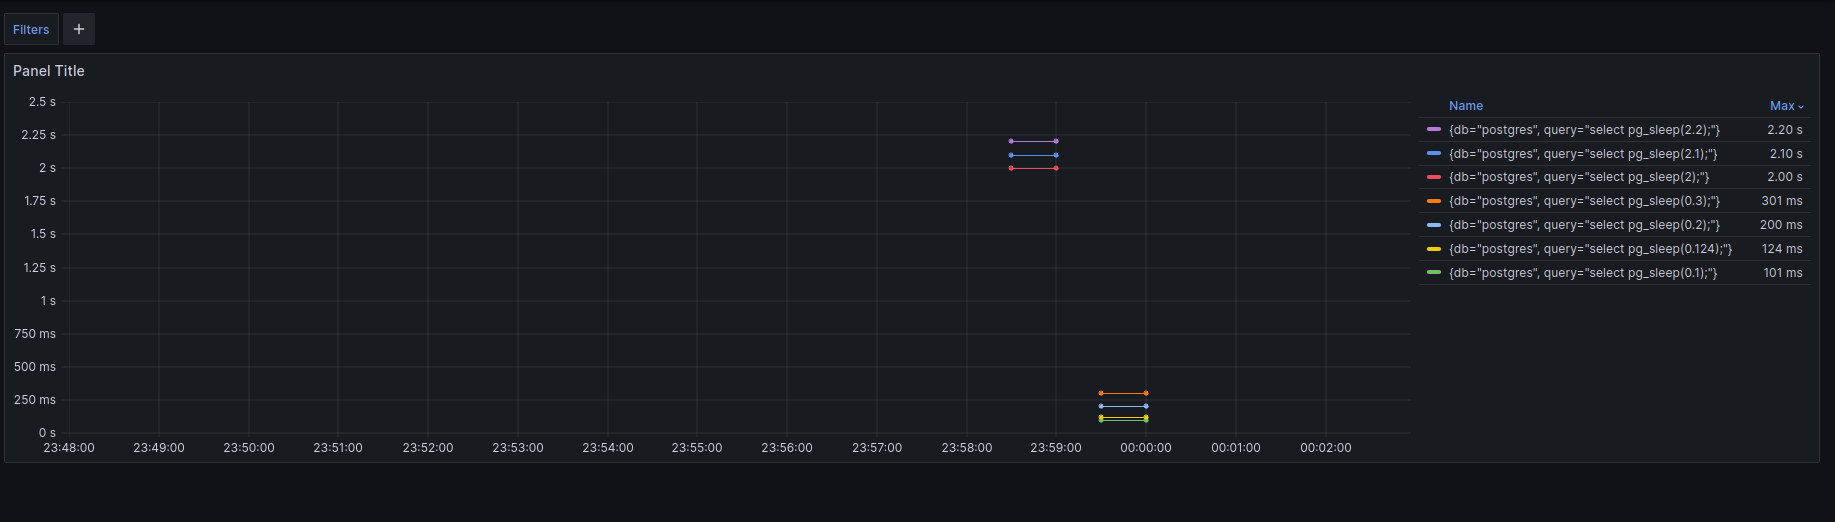 Filters +
Panel Title
2.5 s
2.25 s
2 s
1.75 s
1.5 s
1.25 s
1 s
750 ms
500 ms
250 ms
0 s
23:48:00 23:49:00 23:50:00 23:51:00 23:52:00 23:53:00 23:54:00 23:55:00 23:56:00 23:57:00 23:58:00 23:59:00 00:00:00 00:01:00 00:02:00
Name Max
{db="postgres", query="select pg_sleep(2.2);"} 2.20 s
{db="postgres", query="select pg_sleep(2.1);"} 2.10 s
{db="postgres", query="select pg_sleep(2);"} 2.00 s
{db="postgres", query="select pg_sleep(0.3);"} 301 ms
{db="postgres", query="select pg_sleep(0.2);"} 200 ms
{db="postgres", query="select pg_sleep(0.124);"} 124 ms
{db="postgres", query="select pg_sleep(0.1);"} 101 ms